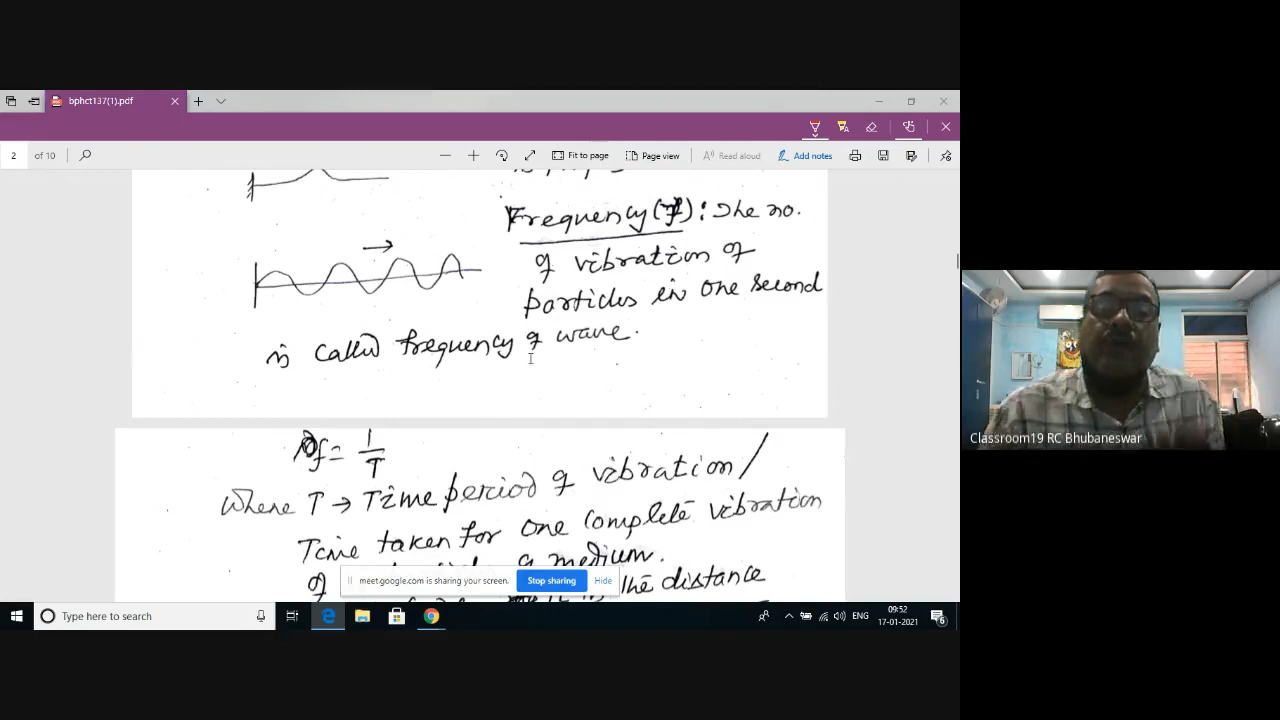 bphct137(1).pdf
2 of 10
Fit to page
Page view
Read aloud
Add notes
Frequency(f): The no.
of vibration of
particles in one second
is called frequency of wave.
f = 1/T
Where T → Time period of vibration /
Time taken for one complete vibration
of
a medium.
the distance
meet.google.com is sharing your screen.
Stop sharing
Hide
Classroom19 RC Bhubaneswar
Type here to search
ENG
09:52
17-01-2021
6